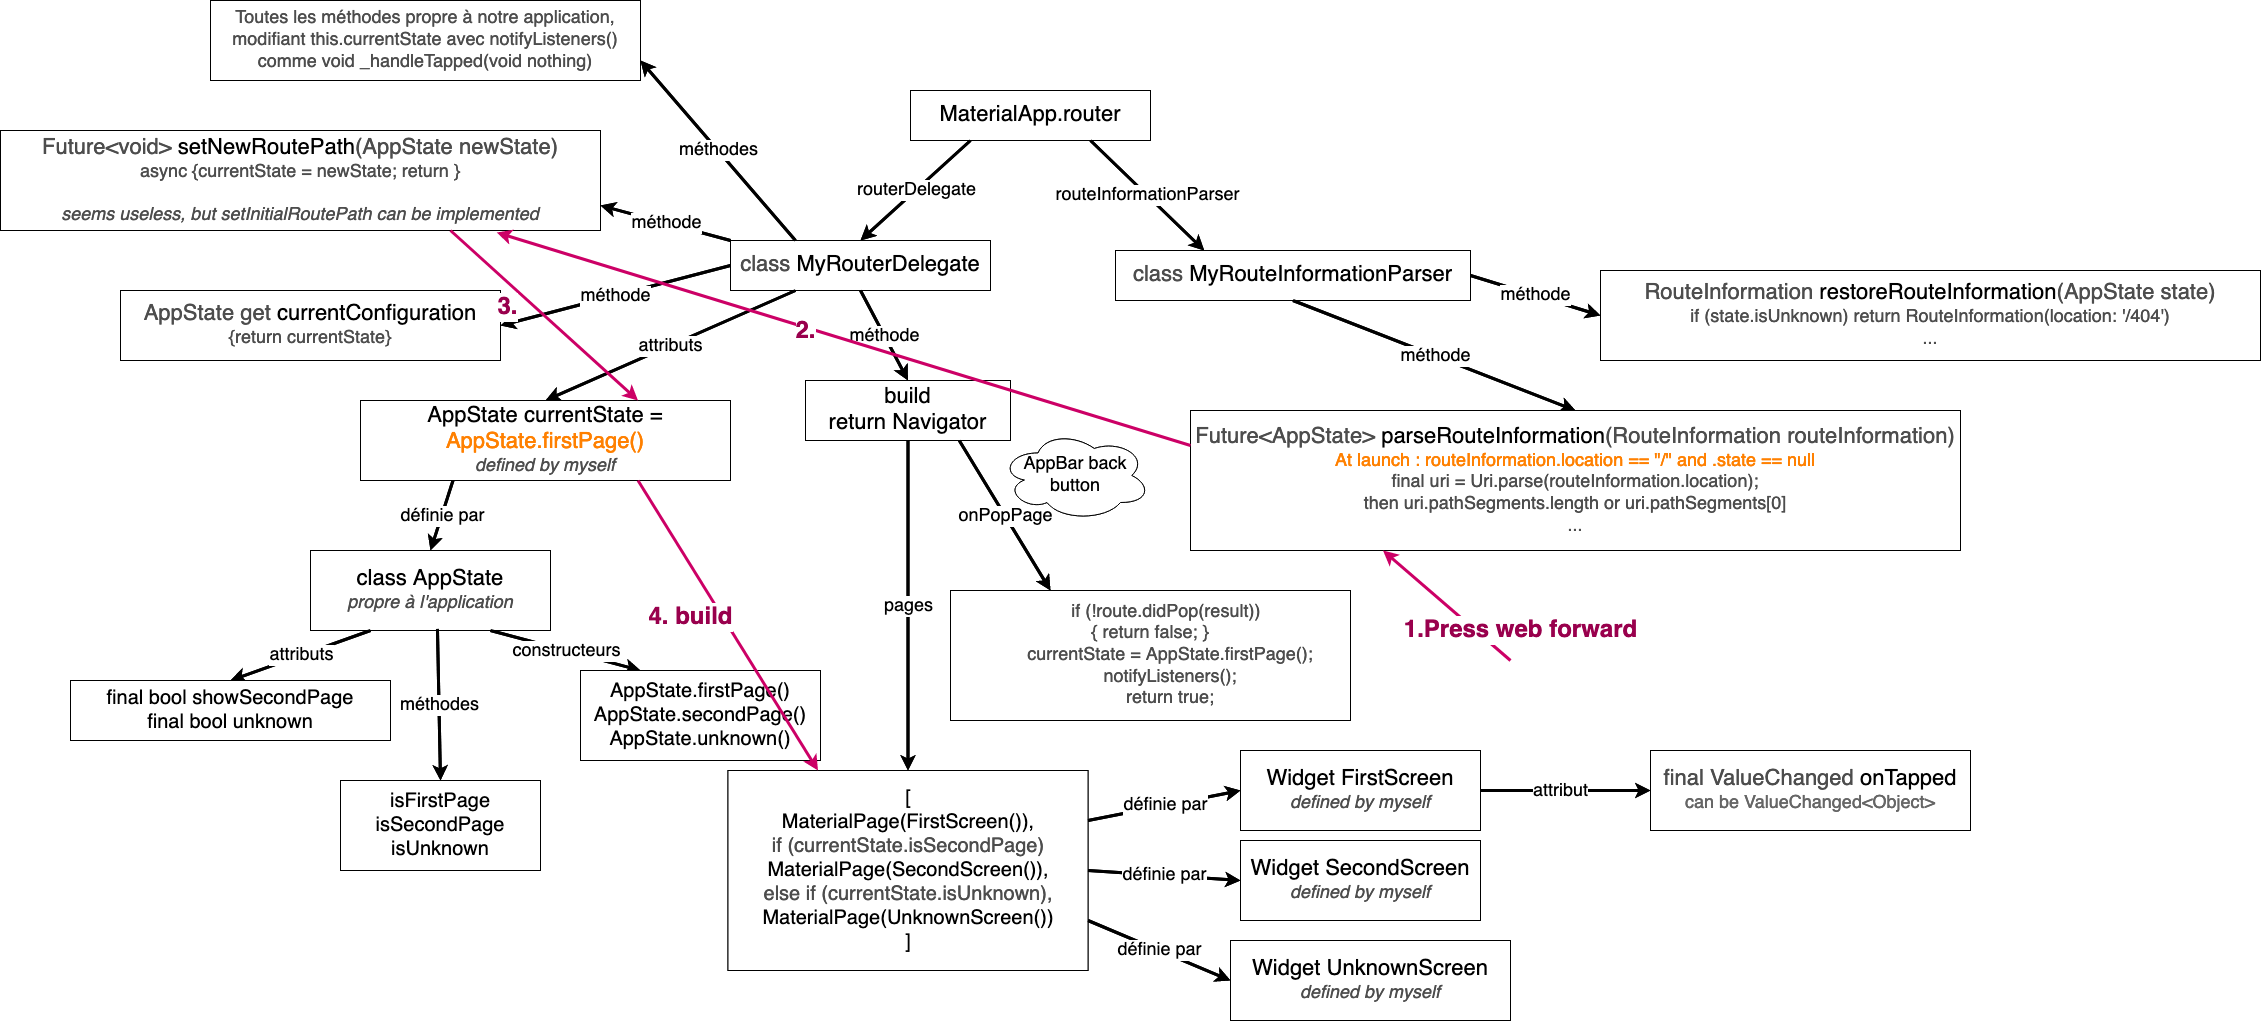 Toutes les méthodes propre à notre application,
modifiant this.currentState avec notifyListeners()
comme void _handleTapped(void nothing)
MaterialApp.router
méthodes
Future<void> setNewRoutePath(AppState newState)
async {currentState = newState; return }
seems useless, but setInitialRoutePath can be implemented
routerDelegate
routeInformationParser
méthode
class MyRouterDelegate
class MyRouteInformationParser
méthode
RouteInformation restoreRouteInformation(AppState state)
if (state.isUnknown) return RouteInformation(location: '/404')
...
méthode
AppState get currentConfiguration
{return currentState}
3.
2.
attributs
méthode
méthode
build
return Navigator
AppState currentState =
AppState.firstPage()
defined by myself
AppBar back
button
Future<AppState> parseRouteInformation(RouteInformation routeInformation)
At launch : routeInformation.location == "/" and .state == null
final uri = Uri.parse(routeInformation.location);
then uri.pathSegments.length or uri.pathSegments[0]
...
définie par
onPopPage
class AppState
propre à l'application
4. build
pages
if (!route.didPop(result))
{ return false; }
currentState = AppState.firstPage();
notifyListeners();
return true;
1.Press web forward
attributs
constructeurs
méthodes
final bool showSecondPage
final bool unknown
AppState.firstPage()
AppState.secondPage()
AppState.unknown()
isFirstPage
isSecondPage
isUnknown
[
MaterialPage(FirstScreen()),
if (currentState.isSecondPage)
MaterialPage(SecondScreen()),
else if (currentState.isUnknown),
MaterialPage(UnknownScreen())
]
définie par
Widget FirstScreen
defined by myself
attribut
final ValueChanged onTapped
can be ValueChanged<Object>
définie par
Widget SecondScreen
defined by myself
définie par
Widget UnknownScreen
defined by myself